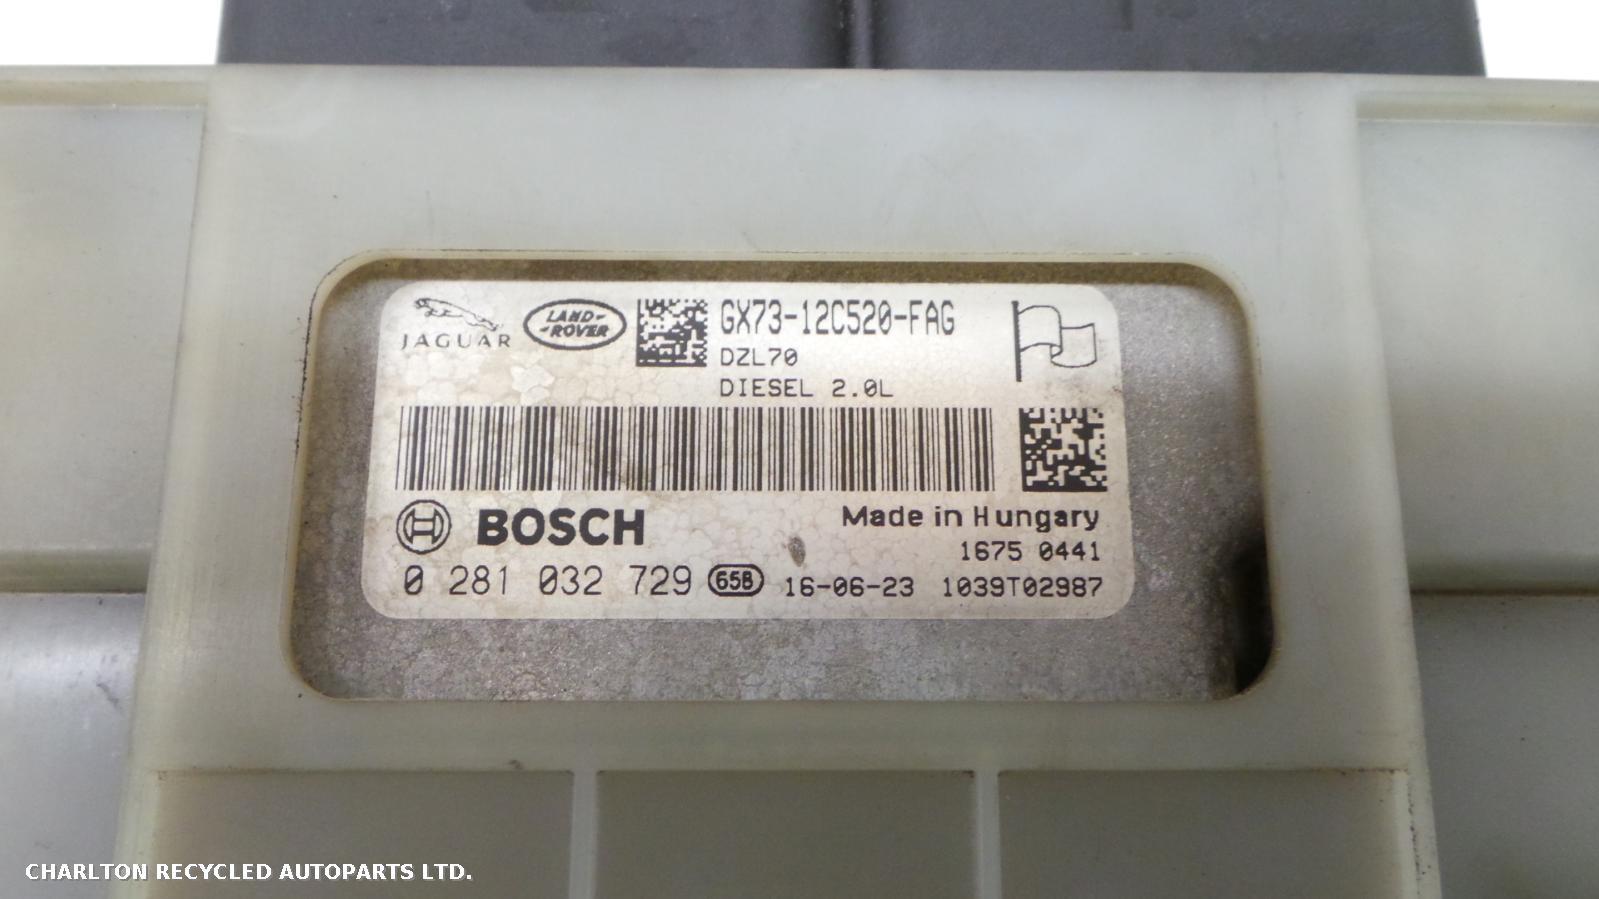 JAGUAR
LAND-
-ROVER
GX73-12C520-FAG
DZL70
DIESEL 2.0L
BOSCH
Made in Hungary
1675 0441
0 281 032 729 65B 16-06-23 1039T02987
CHARLTON RECYCLED AUTOPARTS LTD.